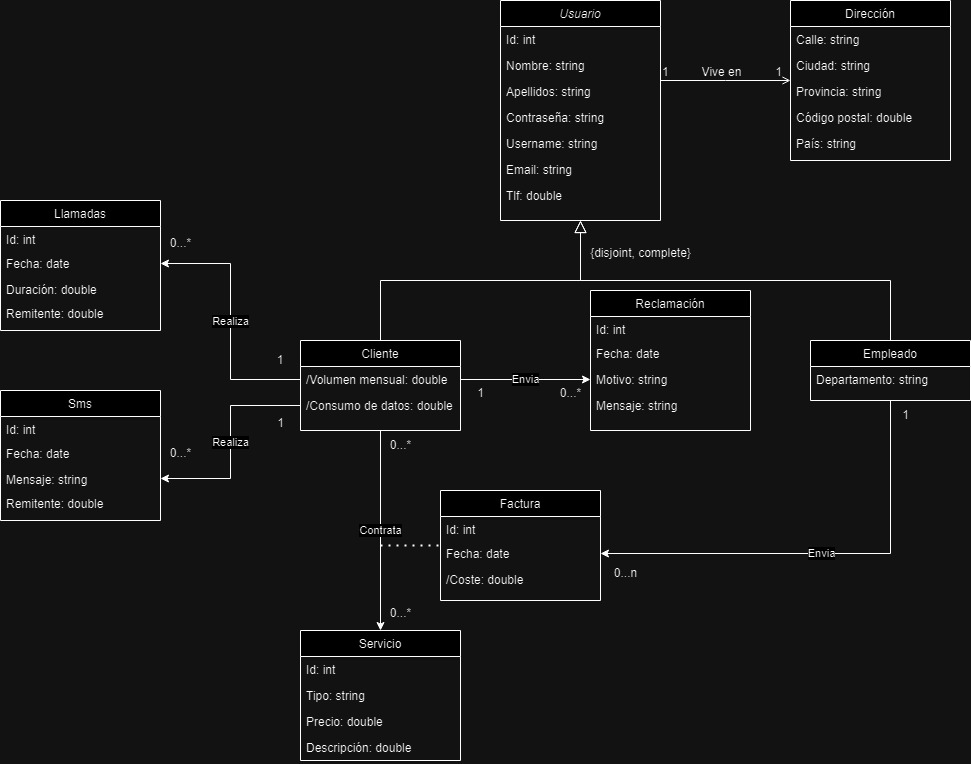 Usuario
Id: int
Nombre: string
Apellidos: string
Contraseña: string
Username: string
Email: string
Tlf: double
1
Vive en
1
Dirección
Calle: string
Ciudad: string
Provincia: string
Código postal: double
País: string
{disjoint, complete}
Llamadas
Id: int
Fecha: date
Duración: double
Remitente: double
0...*
Realiza
1
Sms
Id: int
Fecha: date
Mensaje: string
Remitente: double
0...*
Realiza
1
Cliente
/Volumen mensual: double
/Consumo de datos: double
Envia
1
0...*
Reclamación
Id: int
Fecha: date
Motivo: string
Mensaje: string
Empleado
Departamento: string
1
0...*
Contrata
0...*
Factura
Id: int
Fecha: date
/Coste: double
Envia
0...n
Servicio
Id: int
Tipo: string
Precio: double
Descripción: double